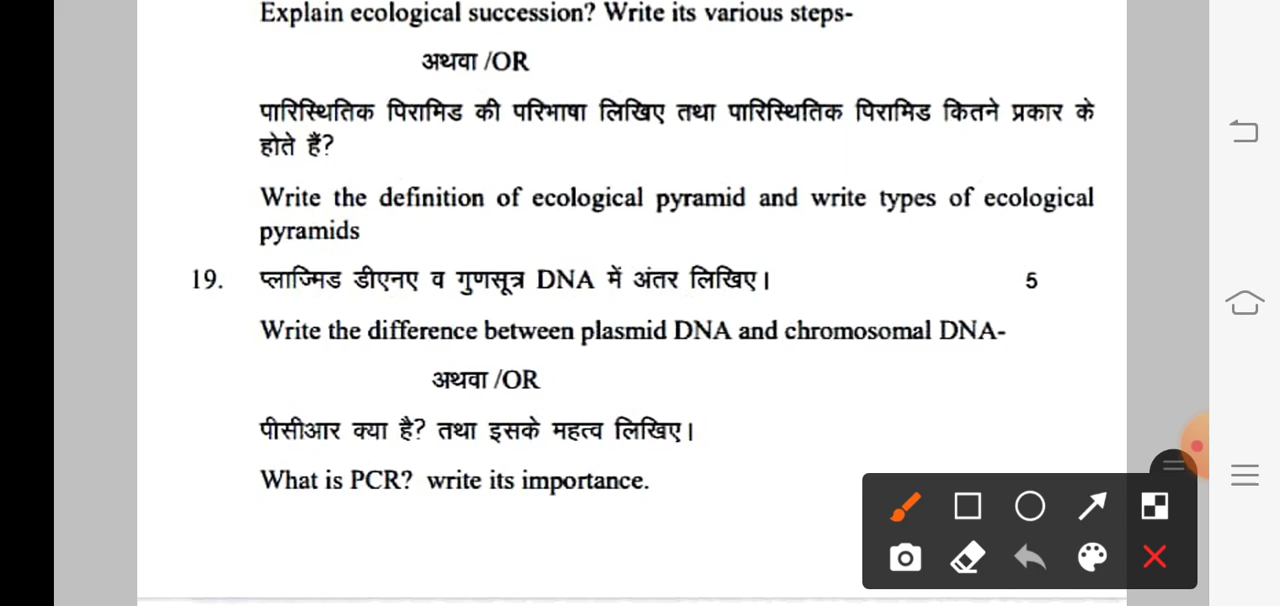 Explain ecological succession? Write its various steps-
अथवा /OR
पारिस्थितिक पिरामिड की परिभाषा लिखिए तथा पारिस्थितिक पिरामिड कितने प्रकार के
होते हैं?
Write the definition of ecological pyramid and write types of ecological
pyramids
19. प्लाज्मिड डीएनए व गुणसूत्र DNA में अंतर लिखिए। 5
Write the difference between plasmid DNA and chromosomal DNA-
अथवा /OR
पीसीआर क्या है? तथा इसके महत्व लिखिए।
What is PCR? write its importance.